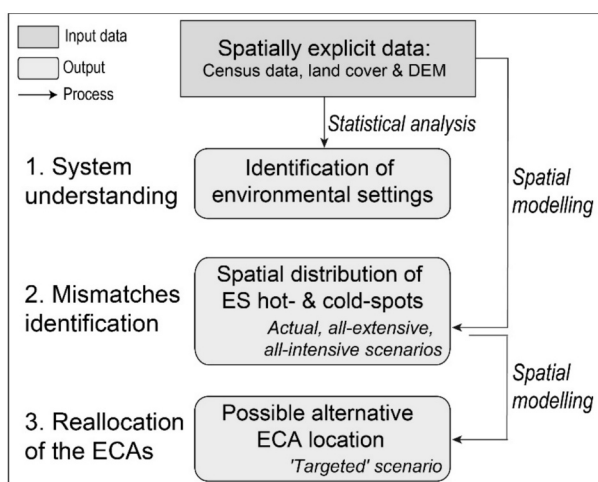 Input data
Output
Process
Spatially explicit data:
Census data, land cover & DEM
Statistical analysis
1. System
understanding
Identification of
environmental settings
Spatial
modelling
2. Mismatches
identification
Spatial distribution of
ES hot- & cold-spots
Actual, all-extensive,
all-intensive scenarios
Spatial
modelling
3. Reallocation
of the ECAs
Possible alternative
ECA location
'Targeted' scenario